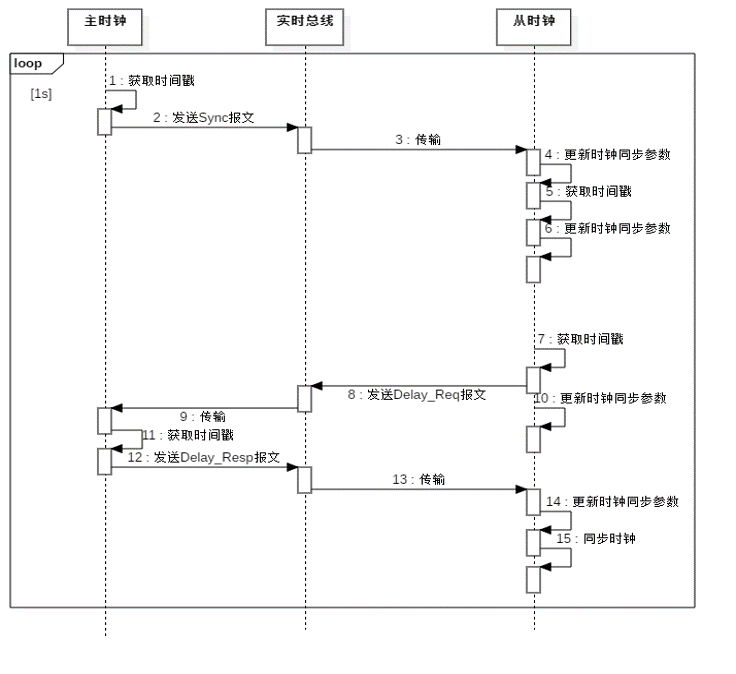 主时钟
实时总线
从时钟
loop
[1s]
1 : 获取时间戳
2 : 发送Sync报文
3 : 传输
4 : 更新时钟同步参数
5 : 获取时间戳
6 : 更新时钟同步参数
7 : 获取时间戳
8 : 发送Delay_Req报文
9 : 传输
10 : 更新时钟同步参数
11 : 获取时间戳
12 : 发送Delay_Resp报文
13 : 传输
14 : 更新时钟同步参数
15 : 同步时钟